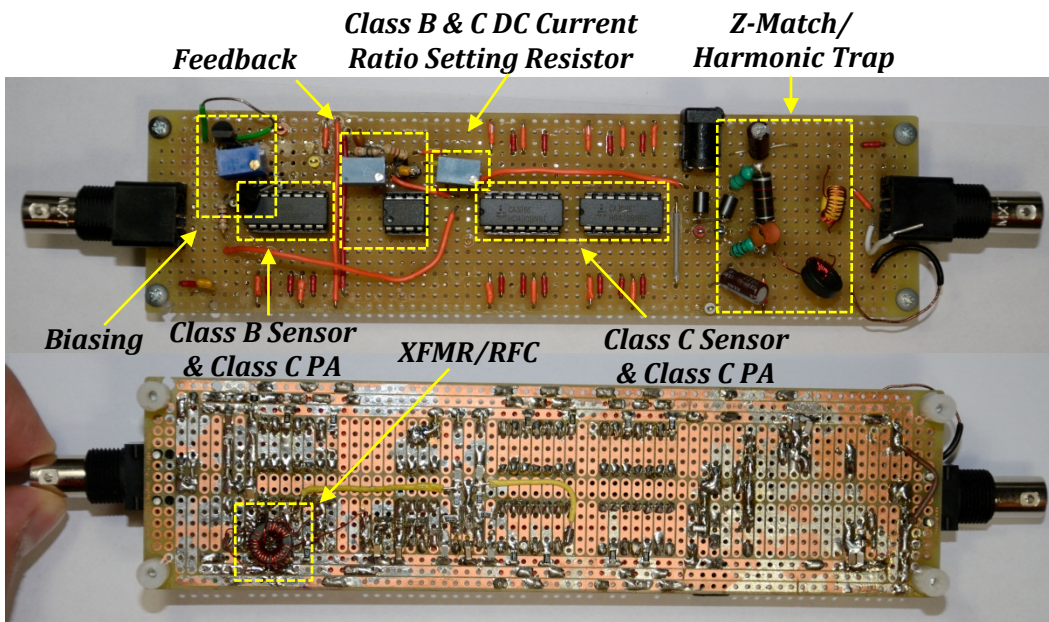 Class B & C DC Current
Ratio Setting Resistor
Feedback
Z-Match/
Harmonic Trap
Biasing
Class B Sensor
& Class C PA
XFMR/RFC
Class C Sensor
& Class C PA